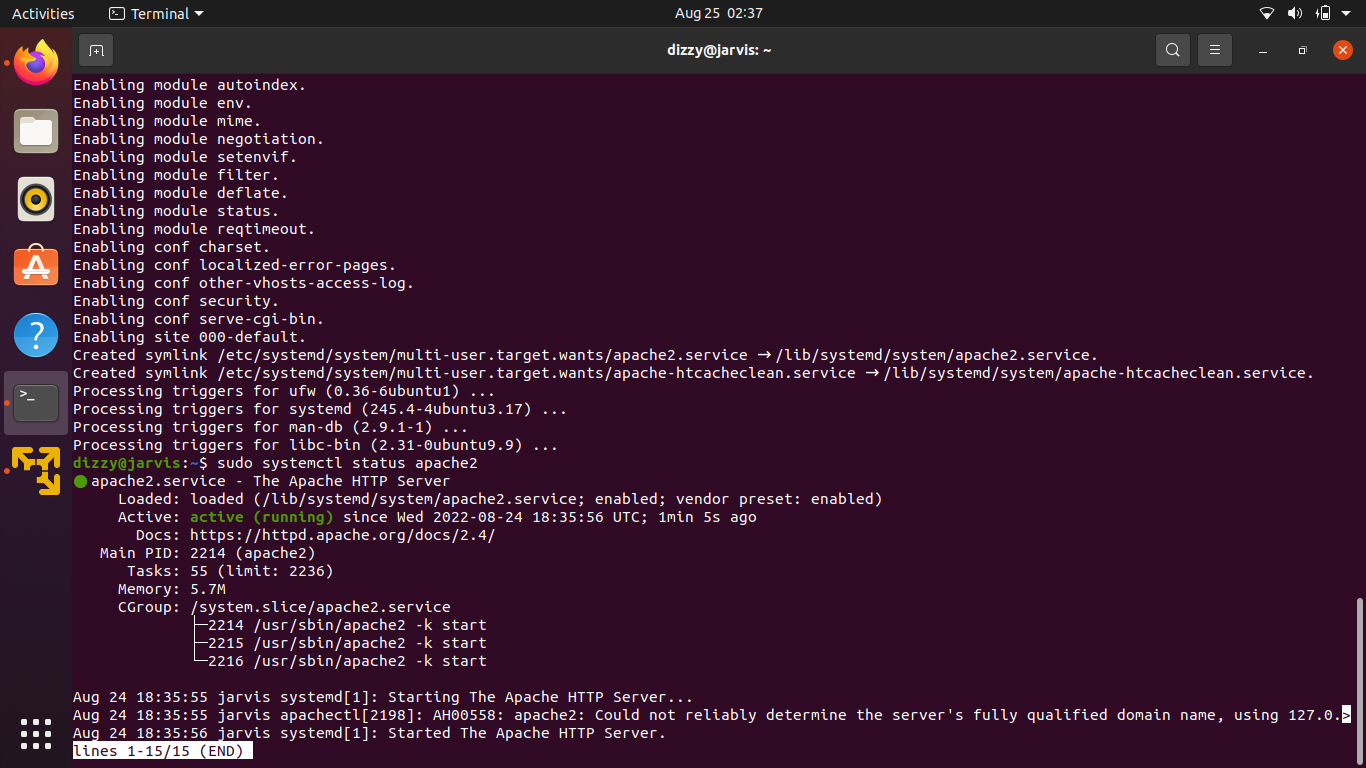 Activities
Terminal
Aug 25 02:37
dizzy@jarvis: ~
Enabling module autoindex.
Enabling module env.
Enabling module mime.
Enabling module negotiation.
Enabling module setenvif.
Enabling module filter.
Enabling module deflate.
Enabling module status.
Enabling module reqtimeout.
Enabling conf charset.
Enabling conf localized-error-pages.
Enabling conf other-vhosts-access-log.
Enabling conf security.
Enabling conf serve-cgi-bin.
Enabling site 000-default.
Created symlink /etc/systemd/system/multi-user.target.wants/apache2.service → /lib/systemd/system/apache2.service.
Created symlink /etc/systemd/system/multi-user.target.wants/apache-htcacheclean.service → /lib/systemd/system/apache-htcacheclean.service.
Processing triggers for ufw (0.36-6ubuntu1) ...
Processing triggers for systemd (245.4-4ubuntu3.17) ...
Processing triggers for man-db (2.9.1-1) ...
Processing triggers for libc-bin (2.31-0ubuntu9.9) ...
dizzy@jarvis:~$ sudo systemctl status apache2
● apache2.service - The Apache HTTP Server
Loaded: loaded (/lib/systemd/system/apache2.service; enabled; vendor preset: enabled)
Active: active (running) since Wed 2022-08-24 18:35:56 UTC; 1min 5s ago
Docs: https://httpd.apache.org/docs/2.4/
Main PID: 2214 (apache2)
Tasks: 55 (limit: 2236)
Memory: 5.7M
CGroup: /system.slice/apache2.service
├─2214 /usr/sbin/apache2 -k start
├─2215 /usr/sbin/apache2 -k start
└─2216 /usr/sbin/apache2 -k start
Aug 24 18:35:55 jarvis systemd[1]: Starting The Apache HTTP Server...
Aug 24 18:35:55 jarvis apachectl[2198]: AH00558: apache2: Could not reliably determine the server's fully qualified domain name, using 127.0.>
Aug 24 18:35:56 jarvis systemd[1]: Started The Apache HTTP Server.
lines 1-15/15 (END)